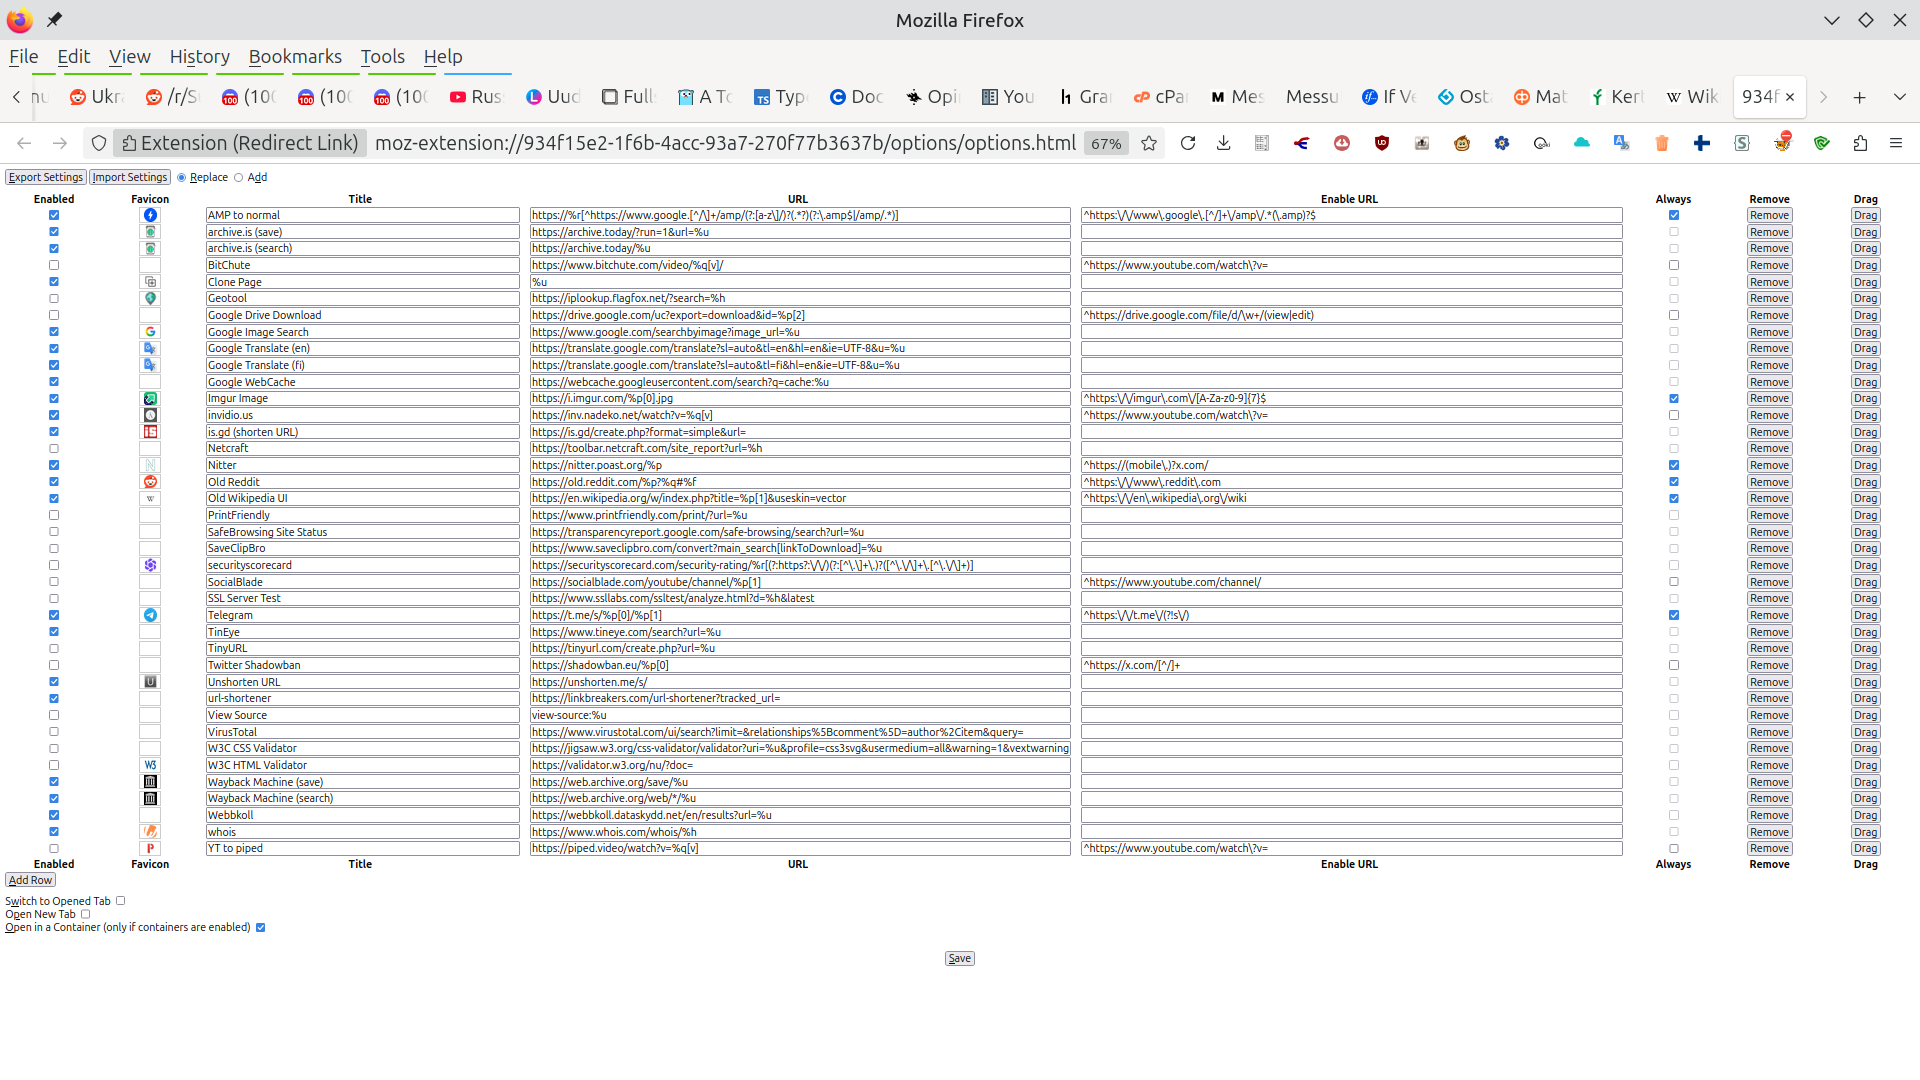 Mozilla Firefox
File Edit View History Bookmarks Tools Help
Ukr /r/S (10 (10 (10 Rus Uud Full A To Type Doc Opi You Gra cPa Mes Messu If Ve Osta Mat Kert Wik 934f
Extension (Redirect Link) moz-extension://934f15e2-1f6b-4acc-93a7-270f77b3637b/options/options.html 67%
Export Settings Import Settings Replace Add
Enabled Favicon Title URL Enable URL Always Remove Drag
AMP to normal https://%r[^https://www.google.[^/\]+/amp/(?:[a-z\]/)?(.*?)(?:\.amp$|/amp/.*)] ^https:\/\/www\.google\.[^/]+\/amp\/.*(\.amp)?$ Remove Drag
archive.is (save) https://archive.today/?run=1&url=%u Remove Drag
archive.is (search) https://archive.today/%u Remove Drag
BitChute https://www.bitchute.com/video/%q[v]/ ^https://www.youtube.com/watch\?v= Remove Drag
Clone Page %u Remove Drag
Geotool https://iplookup.flagfox.net/?search=%h Remove Drag
Google Drive Download https://drive.google.com/uc?export=download&id=%p[2] ^https://drive.google.com/file/d/\w+/(view|edit) Remove Drag
Google Image Search https://www.google.com/searchbyimage?image_url=%u Remove Drag
Google Translate (en) https://translate.google.com/translate?sl=auto&tl=en&hl=en&ie=UTF-8&u=%u Remove Drag
Google Translate (fi) https://translate.google.com/translate?sl=auto&tl=fi&hl=en&ie=UTF-8&u=%u Remove Drag
Google WebCache https://webcache.googleusercontent.com/search?q=cache:%u Remove Drag
Imgur Image https://i.imgur.com/%p[0].jpg ^https:\/\/imgur\.com\/[A-Za-z0-9]{7}$ Remove Drag
invidio.us https://inv.nadeko.net/watch?v=%q[v] ^https://www.youtube.com/watch\?v= Remove Drag
is.gd (shorten URL) https://is.gd/create.php?format=simple&url= Remove Drag
Netcraft https://toolbar.netcraft.com/site_report?url=%h Remove Drag
Nitter https://nitter.poast.org/%p ^https://(mobile\.)?x.com/ Remove Drag
Old Reddit https://old.reddit.com/%p?%q#%f ^https:\/\/www\.reddit\.com Remove Drag
Old Wikipedia UI https://en.wikipedia.org/w/index.php?title=%p[1]&useskin=vector ^https:\/\/en\.wikipedia\.org\/wiki Remove Drag
PrintFriendly https://www.printfriendly.com/print/?url=%u Remove Drag
SafeBrowsing Site Status https://transparencyreport.google.com/safe-browsing/search?url=%u Remove Drag
SaveClipBro https://www.saveclipbro.com/convert?main_search[linkToDownload]=%u Remove Drag
securityscorecard https://securityscorecard.com/security-rating/%r[(?:https?:\/\/)(?:[^\.\]+\.)?([^\.\/\]+\.[^\.\/\]+)] Remove Drag
SocialBlade https://socialblade.com/youtube/channel/%p[1] ^https://www.youtube.com/channel/ Remove Drag
SSL Server Test https://www.ssllabs.com/ssltest/analyze.html?d=%h&latest Remove Drag
Telegram https://t.me/s/%p[0]/%p[1] ^https:\/\/t.me\/(?!s\/) Remove Drag
TinEye https://www.tineye.com/search?url=%u Remove Drag
TinyURL https://tinyurl.com/create.php?url=%u Remove Drag
Twitter Shadowban https://shadowban.eu/%p[0] ^https://x.com/[^/]+ Remove Drag
Unshorten URL https://unshorten.me/s/ Remove Drag
url-shortener https://linkbreakers.com/url-shortener?tracked_url= Remove Drag
View Source view-source:%u Remove Drag
VirusTotal https://www.virustotal.com/ui/search?limit=&relationships%5Bcomment%5D=author%2Citem&query= Remove Drag
W3C CSS Validator https://jigsaw.w3.org/css-validator/validator?uri=%u&profile=css3svg&usermedium=all&warning=1&vextwarning Remove Drag
W3C HTML Validator https://validator.w3.org/nu/?doc= Remove Drag
Wayback Machine (save) https://web.archive.org/save/%u Remove Drag
Wayback Machine (search) https://web.archive.org/web/*/%u Remove Drag
Webbkoll https://webbkoll.dataskydd.net/en/results?url=%u Remove Drag
whois https://www.whois.com/whois/%h Remove Drag
YT to piped https://piped.video/watch?v=%q[v] ^https://www.youtube.com/watch\?v= Remove Drag
Enabled Favicon Title URL Enable URL Always Remove Drag
Add Row
Switch to Opened Tab
Open New Tab
Open in a Container (only if containers are enabled)
Save